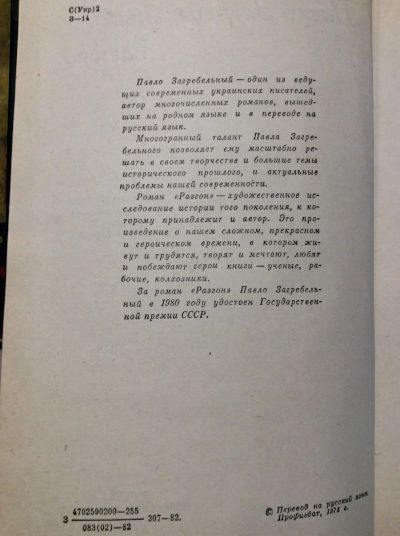 С(Укр)2
З—14
Павло Загребельный — один из веду-
щих современных украинских писателей,
автор многочисленных романов, вышед-
ших на родном языке и в переводе на
русский язык.
Многогранный талант Павла Загре-
бельного позволяет ему масштабно ре-
шать в своем творчестве и большие темы
исторического прошлого, и актуальные
проблемы нашей современности.
Роман «Разгон» — художественное ис-
следование истории того поколения, к ко-
торому принадлежит и автор. Это про-
изведение о нашем сложном, прекрасном
и героическом времени, в котором жи-
вут и трудятся, творят и мечтают, любят
и побеждают герои книги — ученые, ра-
бочие, колхозники.
За роман «Разгон» Павло Загребель-
ный в 1980 году удостоен Государствен-
ной премии СССР.
З 4702590200—255
083(02)—82 307—82.
© Перевод на русский язык
Профиздат, 1978 г.